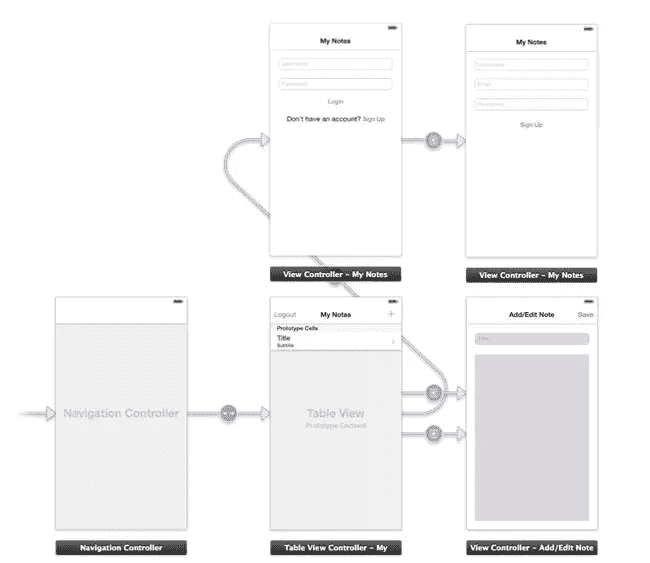 My Notes
Username
Password
Login
Don't have an account? Sign Up
View Controller – My Notes
My Notes
Username
Email
Password
Sign Up
View Controller – My Notes
Navigation Controller
Navigation Controller
Logout My Notes +
Prototype Cells
Title
Subtitle
Table View
Prototype Content
Table View Controller – My
Add/Edit Note Save
Title
View Controller – Add/Edit Note